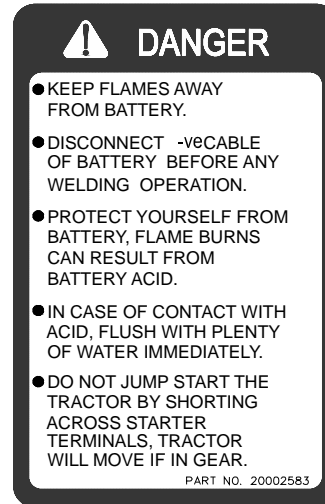 DANGER
● KEEP FLAMES AWAY
FROM BATTERY.
● DISCONNECT -veCABLE
OF BATTERY BEFORE ANY
WELDING OPERATION.
● PROTECT YOURSELF FROM
BATTERY, FLAME BURNS
CAN RESULT FROM
BATTERY ACID.
● IN CASE OF CONTACT WITH
ACID, FLUSH WITH PLENTY
OF WATER IMMEDIATELY.
● DO NOT JUMP START THE
TRACTOR BY SHORTING
ACROSS STARTER
TERMINALS, TRACTOR
WILL MOVE IF IN GEAR.
PART NO. 20002583